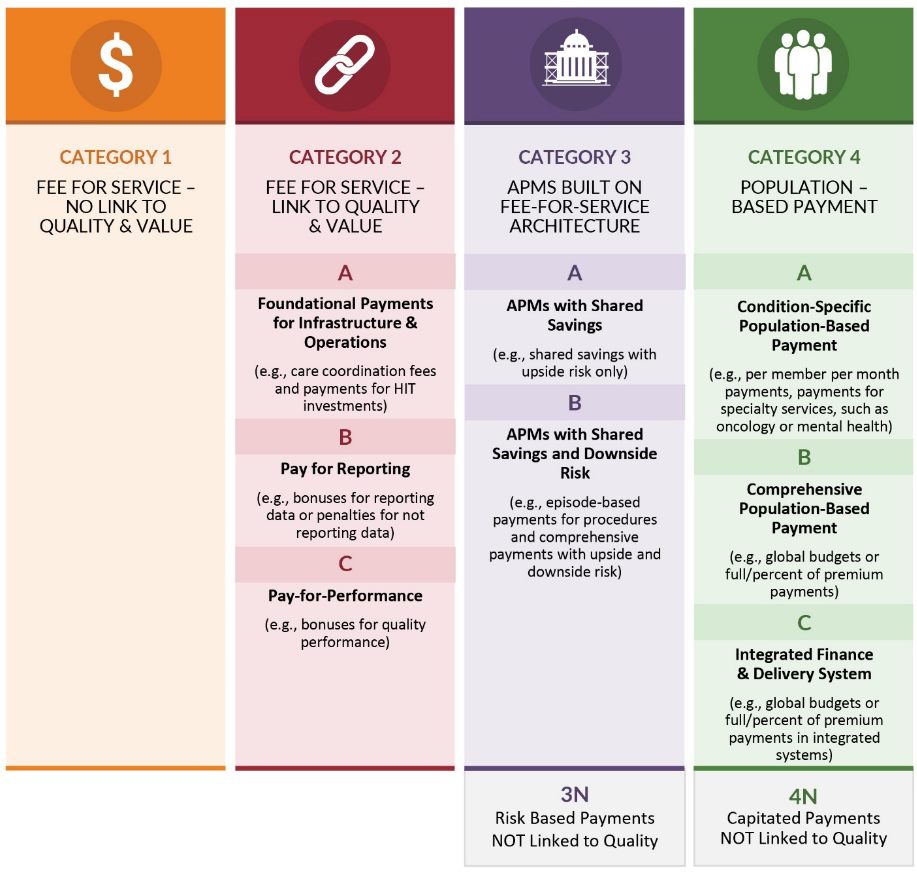 $
CATEGORY 1
FEE FOR SERVICE –
NO LINK TO
QUALITY & VALUE
CATEGORY 2
FEE FOR SERVICE –
LINK TO QUALITY
& VALUE
A
Foundational Payments
for Infrastructure &
Operations
(e.g., care coordination fees
and payments for HIT
investments)
B
Pay for Reporting
(e.g., bonuses for reporting
data or penalties for not
reporting data)
C
Pay-for-Performance
(e.g., bonuses for quality
performance)
CATEGORY 3
APMS BUILT ON
FEE-FOR-SERVICE
ARCHITECTURE
A
APMs with Shared
Savings
(e.g., shared savings with
upside risk only)
B
APMs with Shared
Savings and Downside
Risk
(e.g., episode-based
payments for procedures
and comprehensive
payments with upside and
downside risk)
3N
Risk Based Payments
NOT Linked to Quality
CATEGORY 4
POPULATION –
BASED PAYMENT
A
Condition-Specific
Population-Based
Payment
(e.g., per member per month
payments, payments for
specialty services, such as
oncology or mental health)
B
Comprehensive
Population-Based
Payment
(e.g., global budgets or
full/percent of premium
payments)
C
Integrated Finance
& Delivery System
(e.g., global budgets or
full/percent of premium
payments in integrated
systems)
4N
Capitated Payments
NOT Linked to Quality